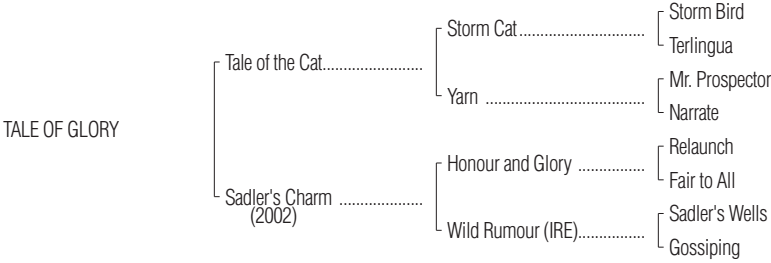 Storm Bird
Storm Cat..............................
Terlingua
Tale of the Cat........................
Mr. Prospector
Yarn ......................................
Narrate
TALE OF GLORY
Relaunch
Honour and Glory ................
Fair to All
Sadler's Charm ....................
(2002)
Sadler's Wells
Wild Rumour (IRE)................
Gossiping